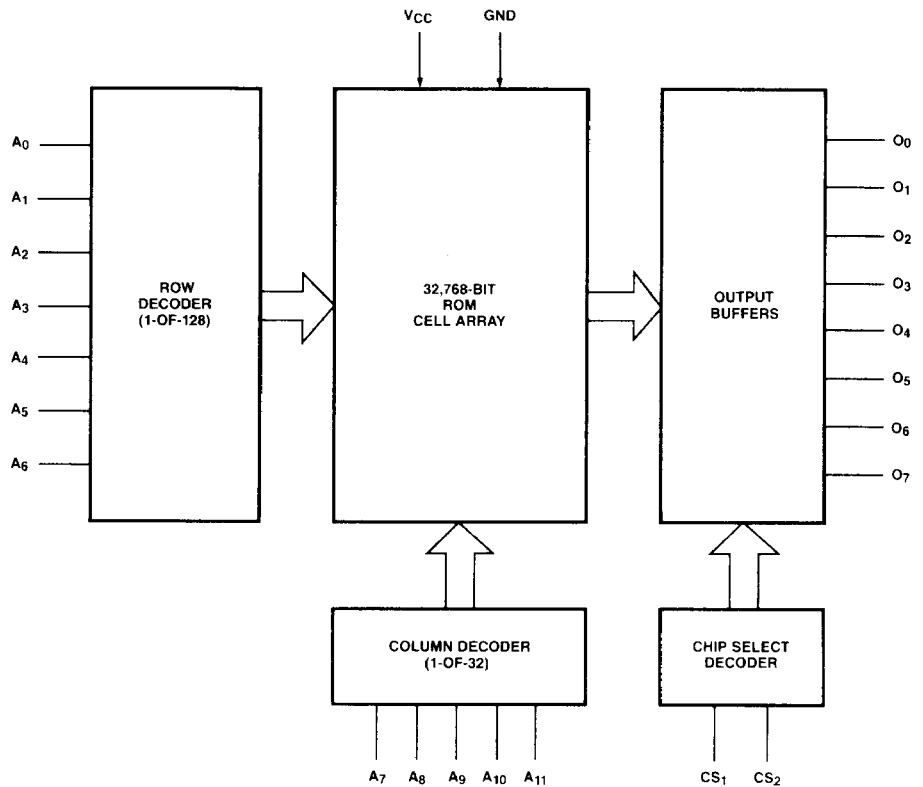 VCC
GND
A0
A1
A2
A3
A4
A5
A6
ROW
DECODER
(1-OF-128)
32,768-BIT
ROM
CELL ARRAY
OUTPUT
BUFFERS
O0
O1
O2
O3
O4
O5
O6
O7
COLUMN DECODER
(1-OF-32)
CHIP SELECT
DECODER
A7 A8 A9 A10 A11
CS1 CS2